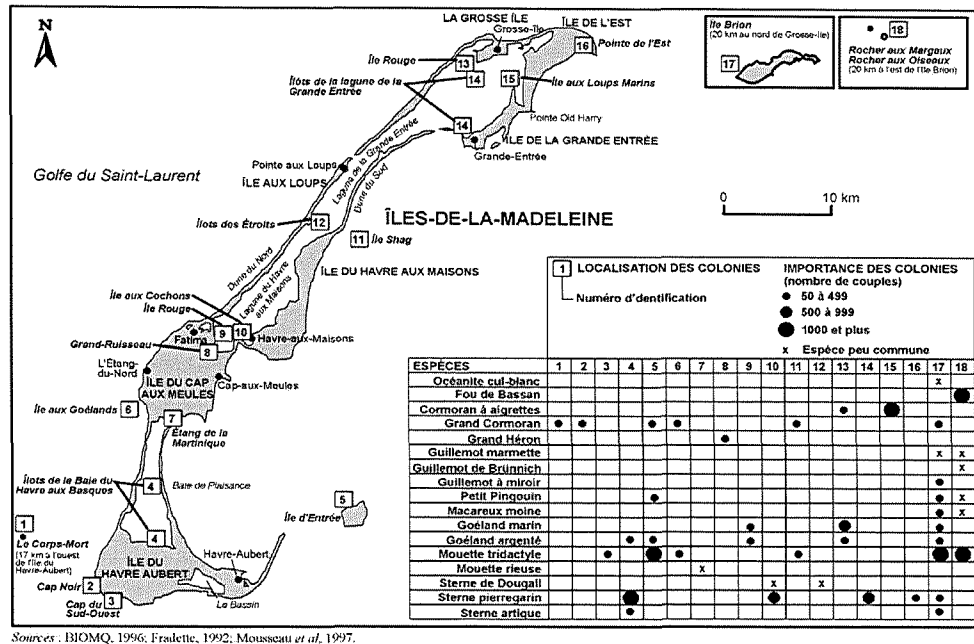 N
LA GROSSE ÎLE
Grosse-Île
ÎLE DE L'EST
16
Pointe de l'Est
Île Rouge
13
14
15
Île aux Loups Marins
Îlots de la lagune de la
Grande Entrée
14
Pointe Old Harry
ÎLE DE LA GRANDE ENTRÉE
Grande-Entrée
Île Brion
(20 km au nord de Grosse-Île)
17
18
Rocher aux Margaux
Rocher aux Oiseaux
(20 km à l'est de l'Île Brion)
Pointe aux Loups
ÎLE AUX LOUPS
Lagune de la Grande Entrée
Dune du Sud
Golfe du Saint-Laurent
0
10 km
ÎLES-DE-LA-MADELEINE
Îlots des Étroits
12
11
Île Shag
Dune du Nord
Lagune du Havre
aux Maisons
ÎLE DU HAVRE AUX MAISONS
Île aux Cochons
Île Rouge
9
10
Fatima
Havre-aux-Maisons
Grand-Ruisseau
8
L'Étang-
du-Nord
ÎLE DU CAP
AUX MEULES
Cap-aux-Meules
Île aux Goélands
6
7
Étang de la
Martinique
Îlots de la Baie du
Havre aux Basques
4
Baie de Plaisance
5
Île d'Entrée
1
Le Corps-Mort
(17 km à l'ouest
de l'Île du
Havre-Aubert)
4
ÎLE DU
HAVRE AUBERT
Havre-Aubert
Le Bassin
Cap Noir
2
Cap du
Sud-Ouest
3
1 LOCALISATION DES COLONIES
Numéro d'dentification
IMPORTANCE DES COLONIES
(nombre de couples)
50 à 499
500 à 999
1000 et plus
x Espèce peu commune
ESPÈCES 1 2 3 4 5 6 7 8 9 10 11 12 13 14 15 16 17 18
Océanite cul-blanc x
Fou de Bassan
Cormoran à aigrettes
Grand Cormoran
Grand Héron
Guillemot marmette x x
Guillemot de Brünnich x
Guillemot à miroir
Petit Pingouin x
Macareux moine x
Goéland marin
Goéland argenté
Mouette tridactyle
Mouette rieuse x
Sterne de Dougall x x
Sterne pierregarin
Sterne artique
Sources : BIOMQ, 1996; Fradette, 1992; Mousseau et al, 1997.